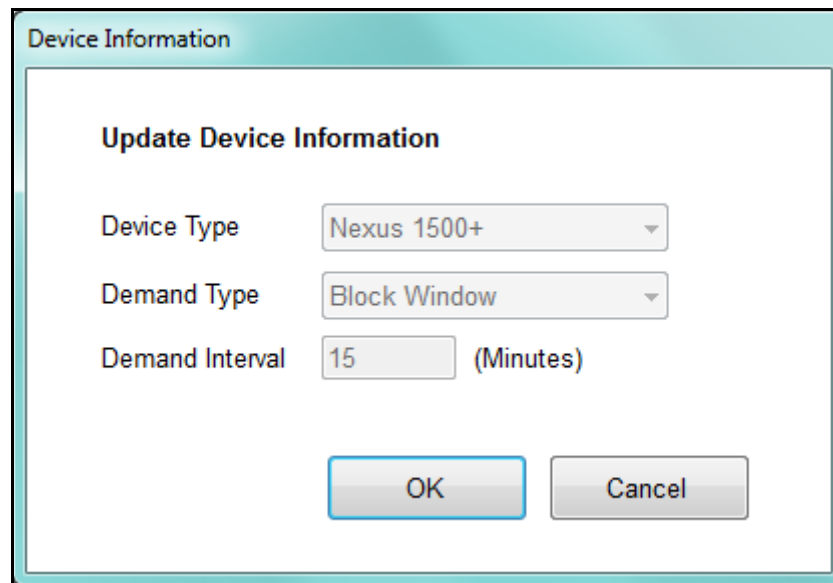 Device Information
Update Device Information
Device Type Nexus 1500+
Demand Type Block Window
Demand Interval 15 (Minutes)
OK Cancel